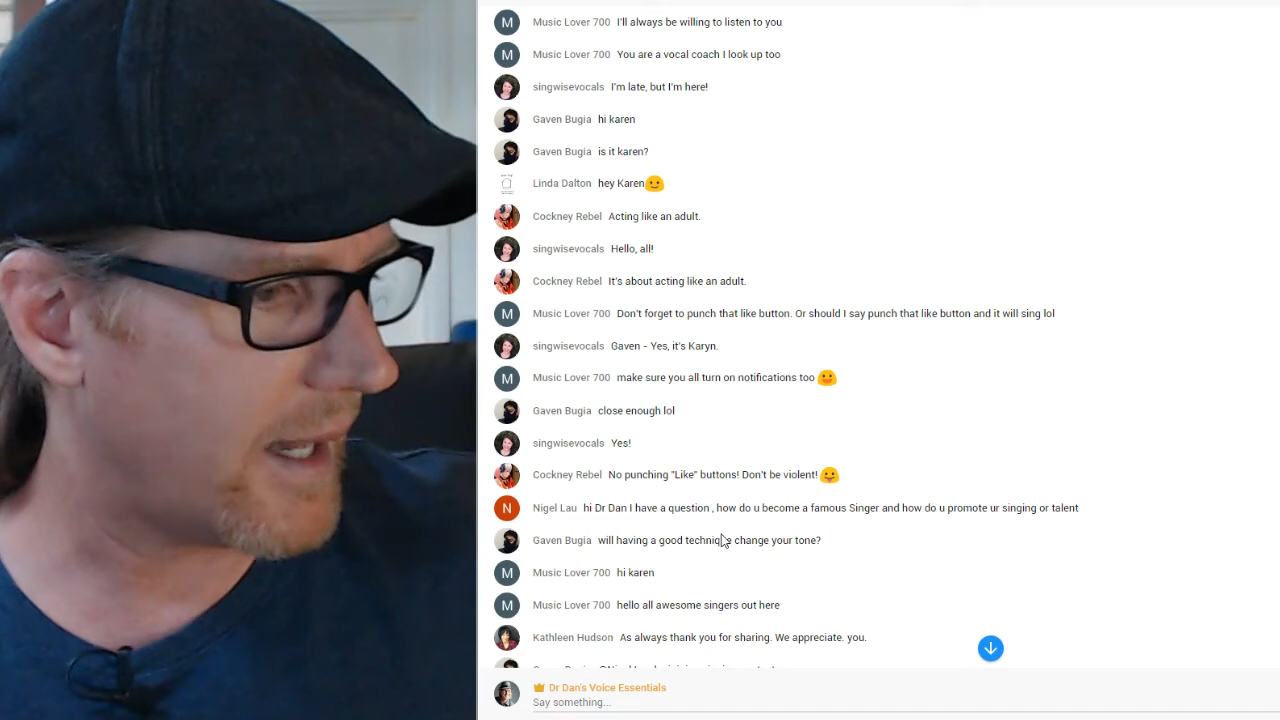 M Music Lover 700 I'll always be willing to listen to you
M Music Lover 700 You are a vocal coach I look up too
singwisevocals I'm late, but I'm here!
Gaven Bugia hi karen
Gaven Bugia is it karen?
Linda Dalton hey Karen
Cockney Rebel Acting like an adult.
singwisevocals Hello, all!
Cockney Rebel It's about acting like an adult.
M Music Lover 700 Don't forget to punch that like button. Or should I say punch that like button and it will sing lol
singwisevocals Gaven - Yes, it's Karyn.
M Music Lover 700 make sure you all turn on notifications too
Gaven Bugia close enough lol
singwisevocals Yes!
Cockney Rebel No punching "Like" buttons! Don't be violent!
N Nigel Lau hi Dr Dan I have a question , how do u become a famous Singer and how do u promote ur singing or talent
Gaven Bugia will having a good technique change your tone?
M Music Lover 700 hi karen
M Music Lover 700 hello all awesome singers out here
Kathleen Hudson As always thank you for sharing. We appreciate. you.
Dr Dan's Voice Essentials
Say something...